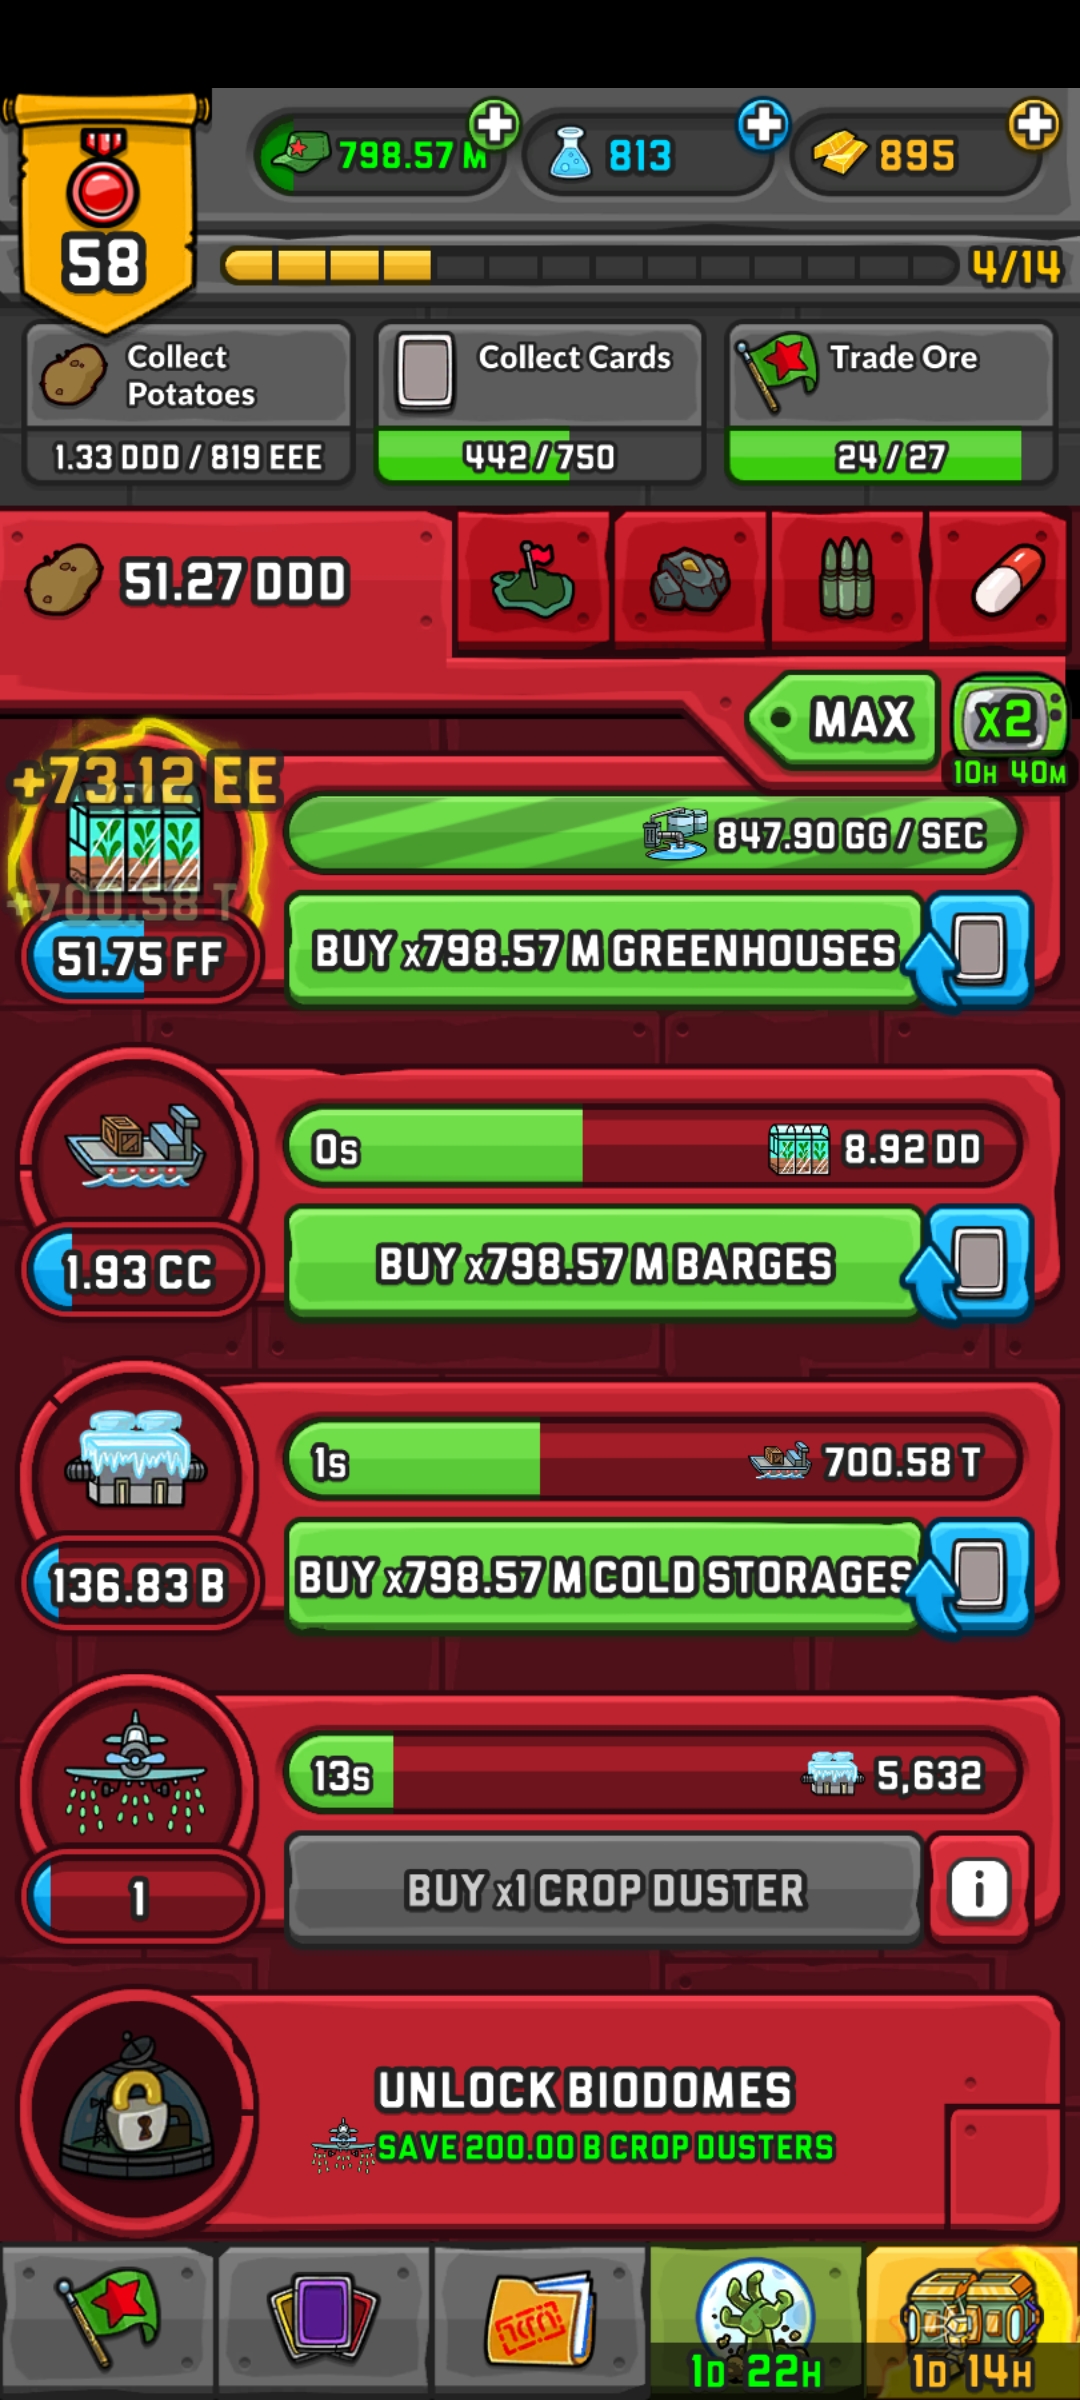 58
798.57 M
813
895
4/14
Collect
Potatoes
1.33 DDD / 819 EEE
Collect Cards
442/750
Trade Ore
24/27
51.27 DDD
MAX
x2
10H 40M
+73.12 EE
+700.58 T
51.75 FF
847.90 GG / SEC
BUY x798.57 M GREENHOUSES
0s
8.92 DD
1.93 CC
BUY x798.57 M BARGES
1s
700.58 T
136.83 B
BUY x798.57 M COLD STORAGES
13s
5,632
1
BUY x1 CROP DUSTER
i
UNLOCK BIODOMES
SAVE 200.00 B CROP DUSTERS
1D 22H
1D 14H